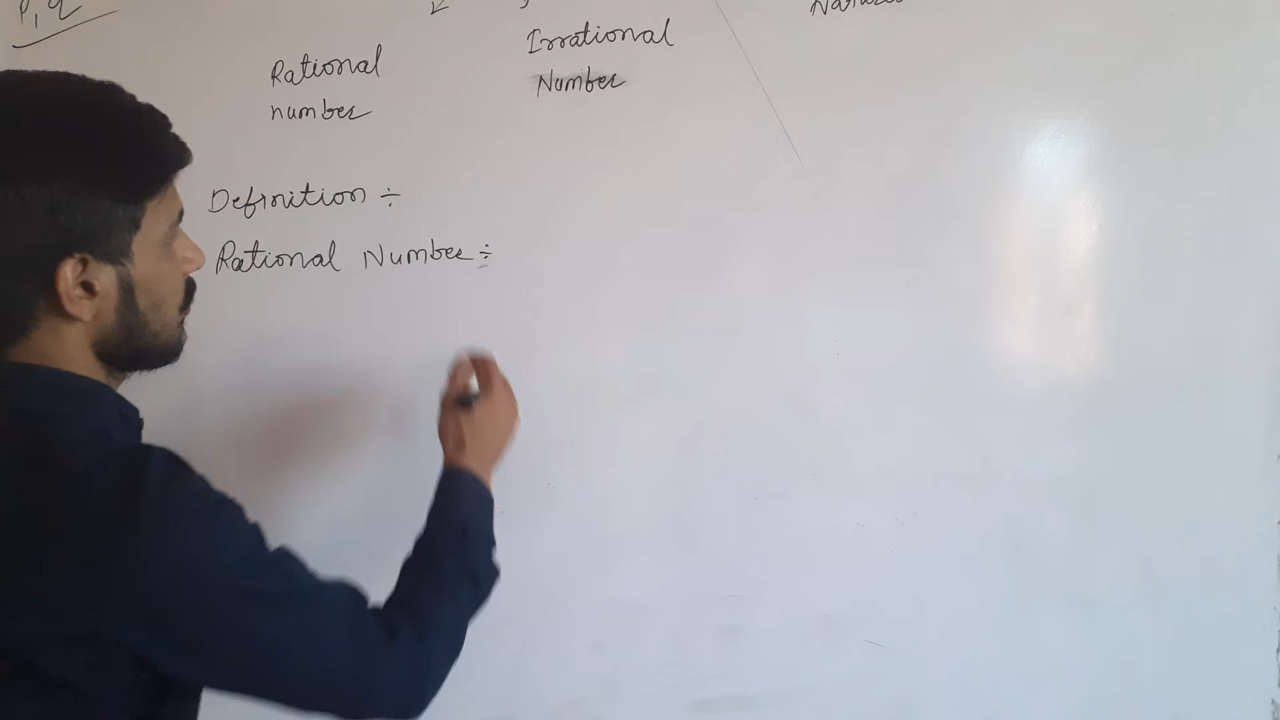 P, q
Rational
number
Irrational
Number
Definition ÷
Rational Number ÷